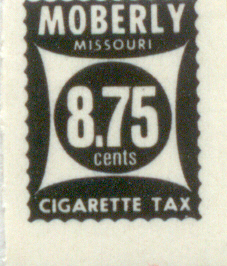 MOBERLY
MISSOURI
8.75
cents
CIGARETTE TAX